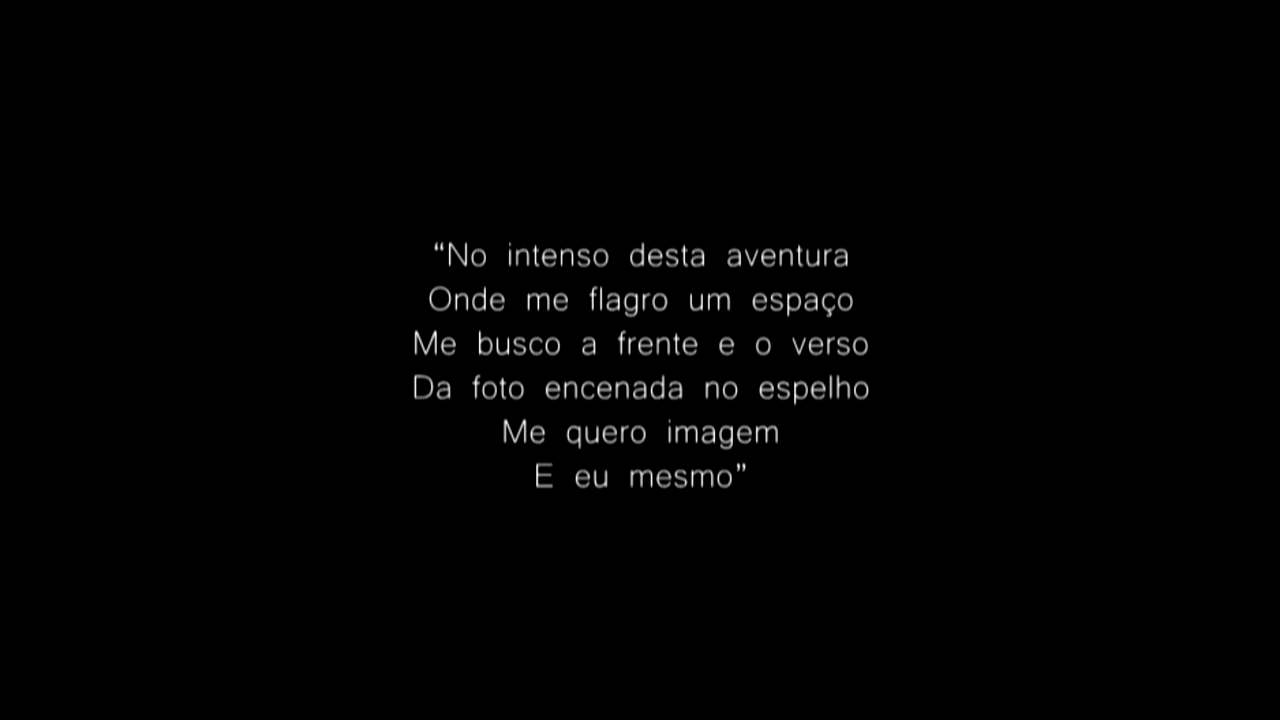 “No intenso desta aventura
Onde me flagro um espaço
Me busco a frente e o verso
Da foto encenada no espelho
Me quero imagem
E eu mesmo”